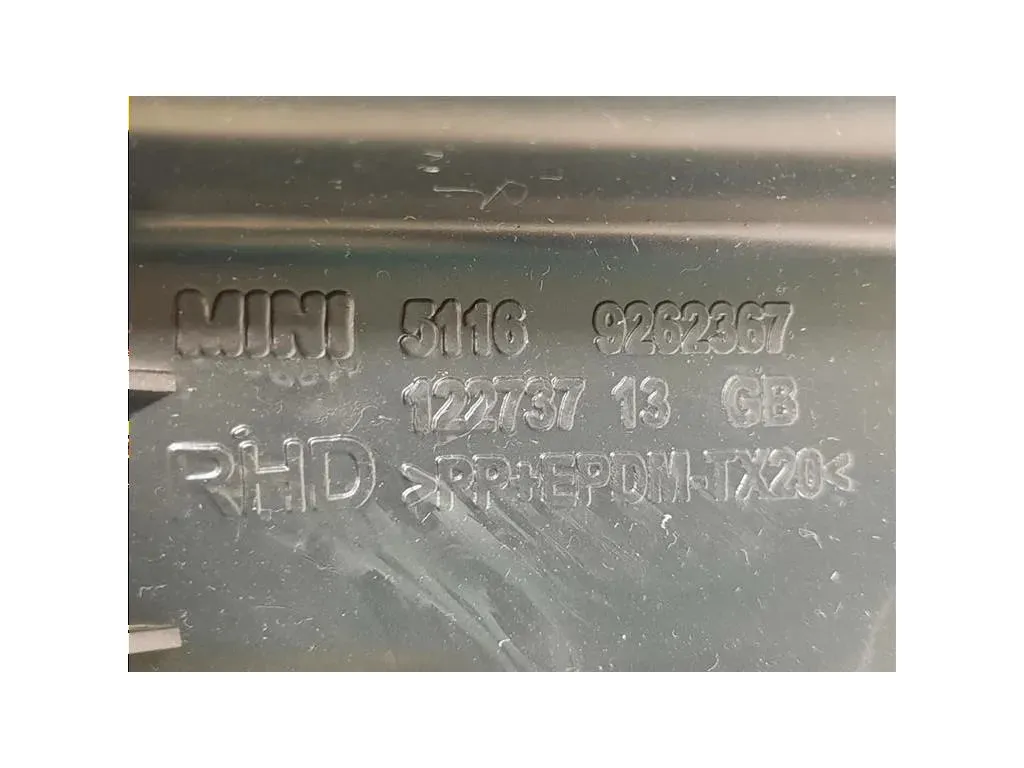 MINI 5116 9262367
122737 13 GB
RHD >PP+EPDM-TX20<